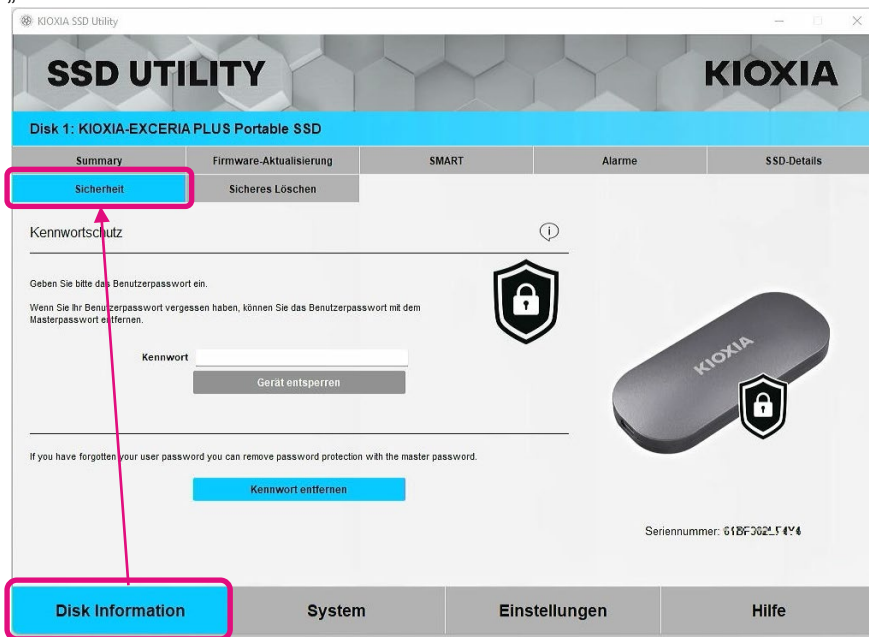 „
KIOXIA SSD Utility
SSD UTILITY
KIOXIA
Disk 1: KIOXIA-EXCERIA PLUS Portable SSD
Summary Firmware-Aktualisierung SMART Alarme SSD-Details
Sicherheit Sicheres Löschen
Kennwortschutz
Geben Sie bitte das Benutzerpasswort ein.
Wenn Sie Ihr Benutzerpasswort vergessen haben, können Sie das Benutzerpasswort mit dem
Masterpasswort entfernen.
Kennwort
Gerät entsperren
KIOXIA
If you have forgotten your user password you can remove password protection with the master password.
Kennwort entfernen
Seriennummer:
Disk Information System Einstellungen Hilfe